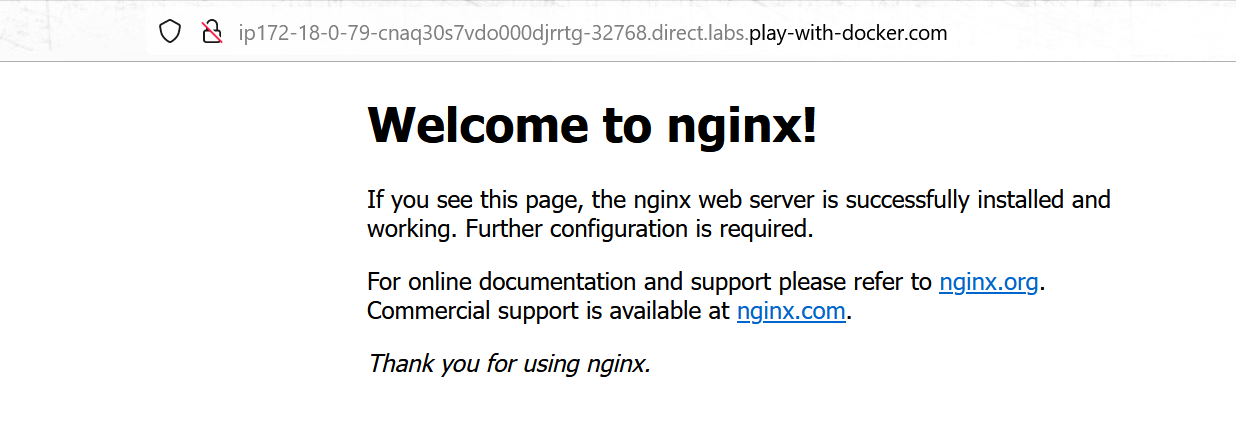 ip172-18-0-79-cnaq30s7vdo000djrrtg-32768.direct.labs.play-with-docker.com
Welcome to nginx!
If you see this page, the nginx web server is successfully installed and
working. Further configuration is required.
For online documentation and support please refer to nginx.org.
Commercial support is available at nginx.com.
Thank you for using nginx.